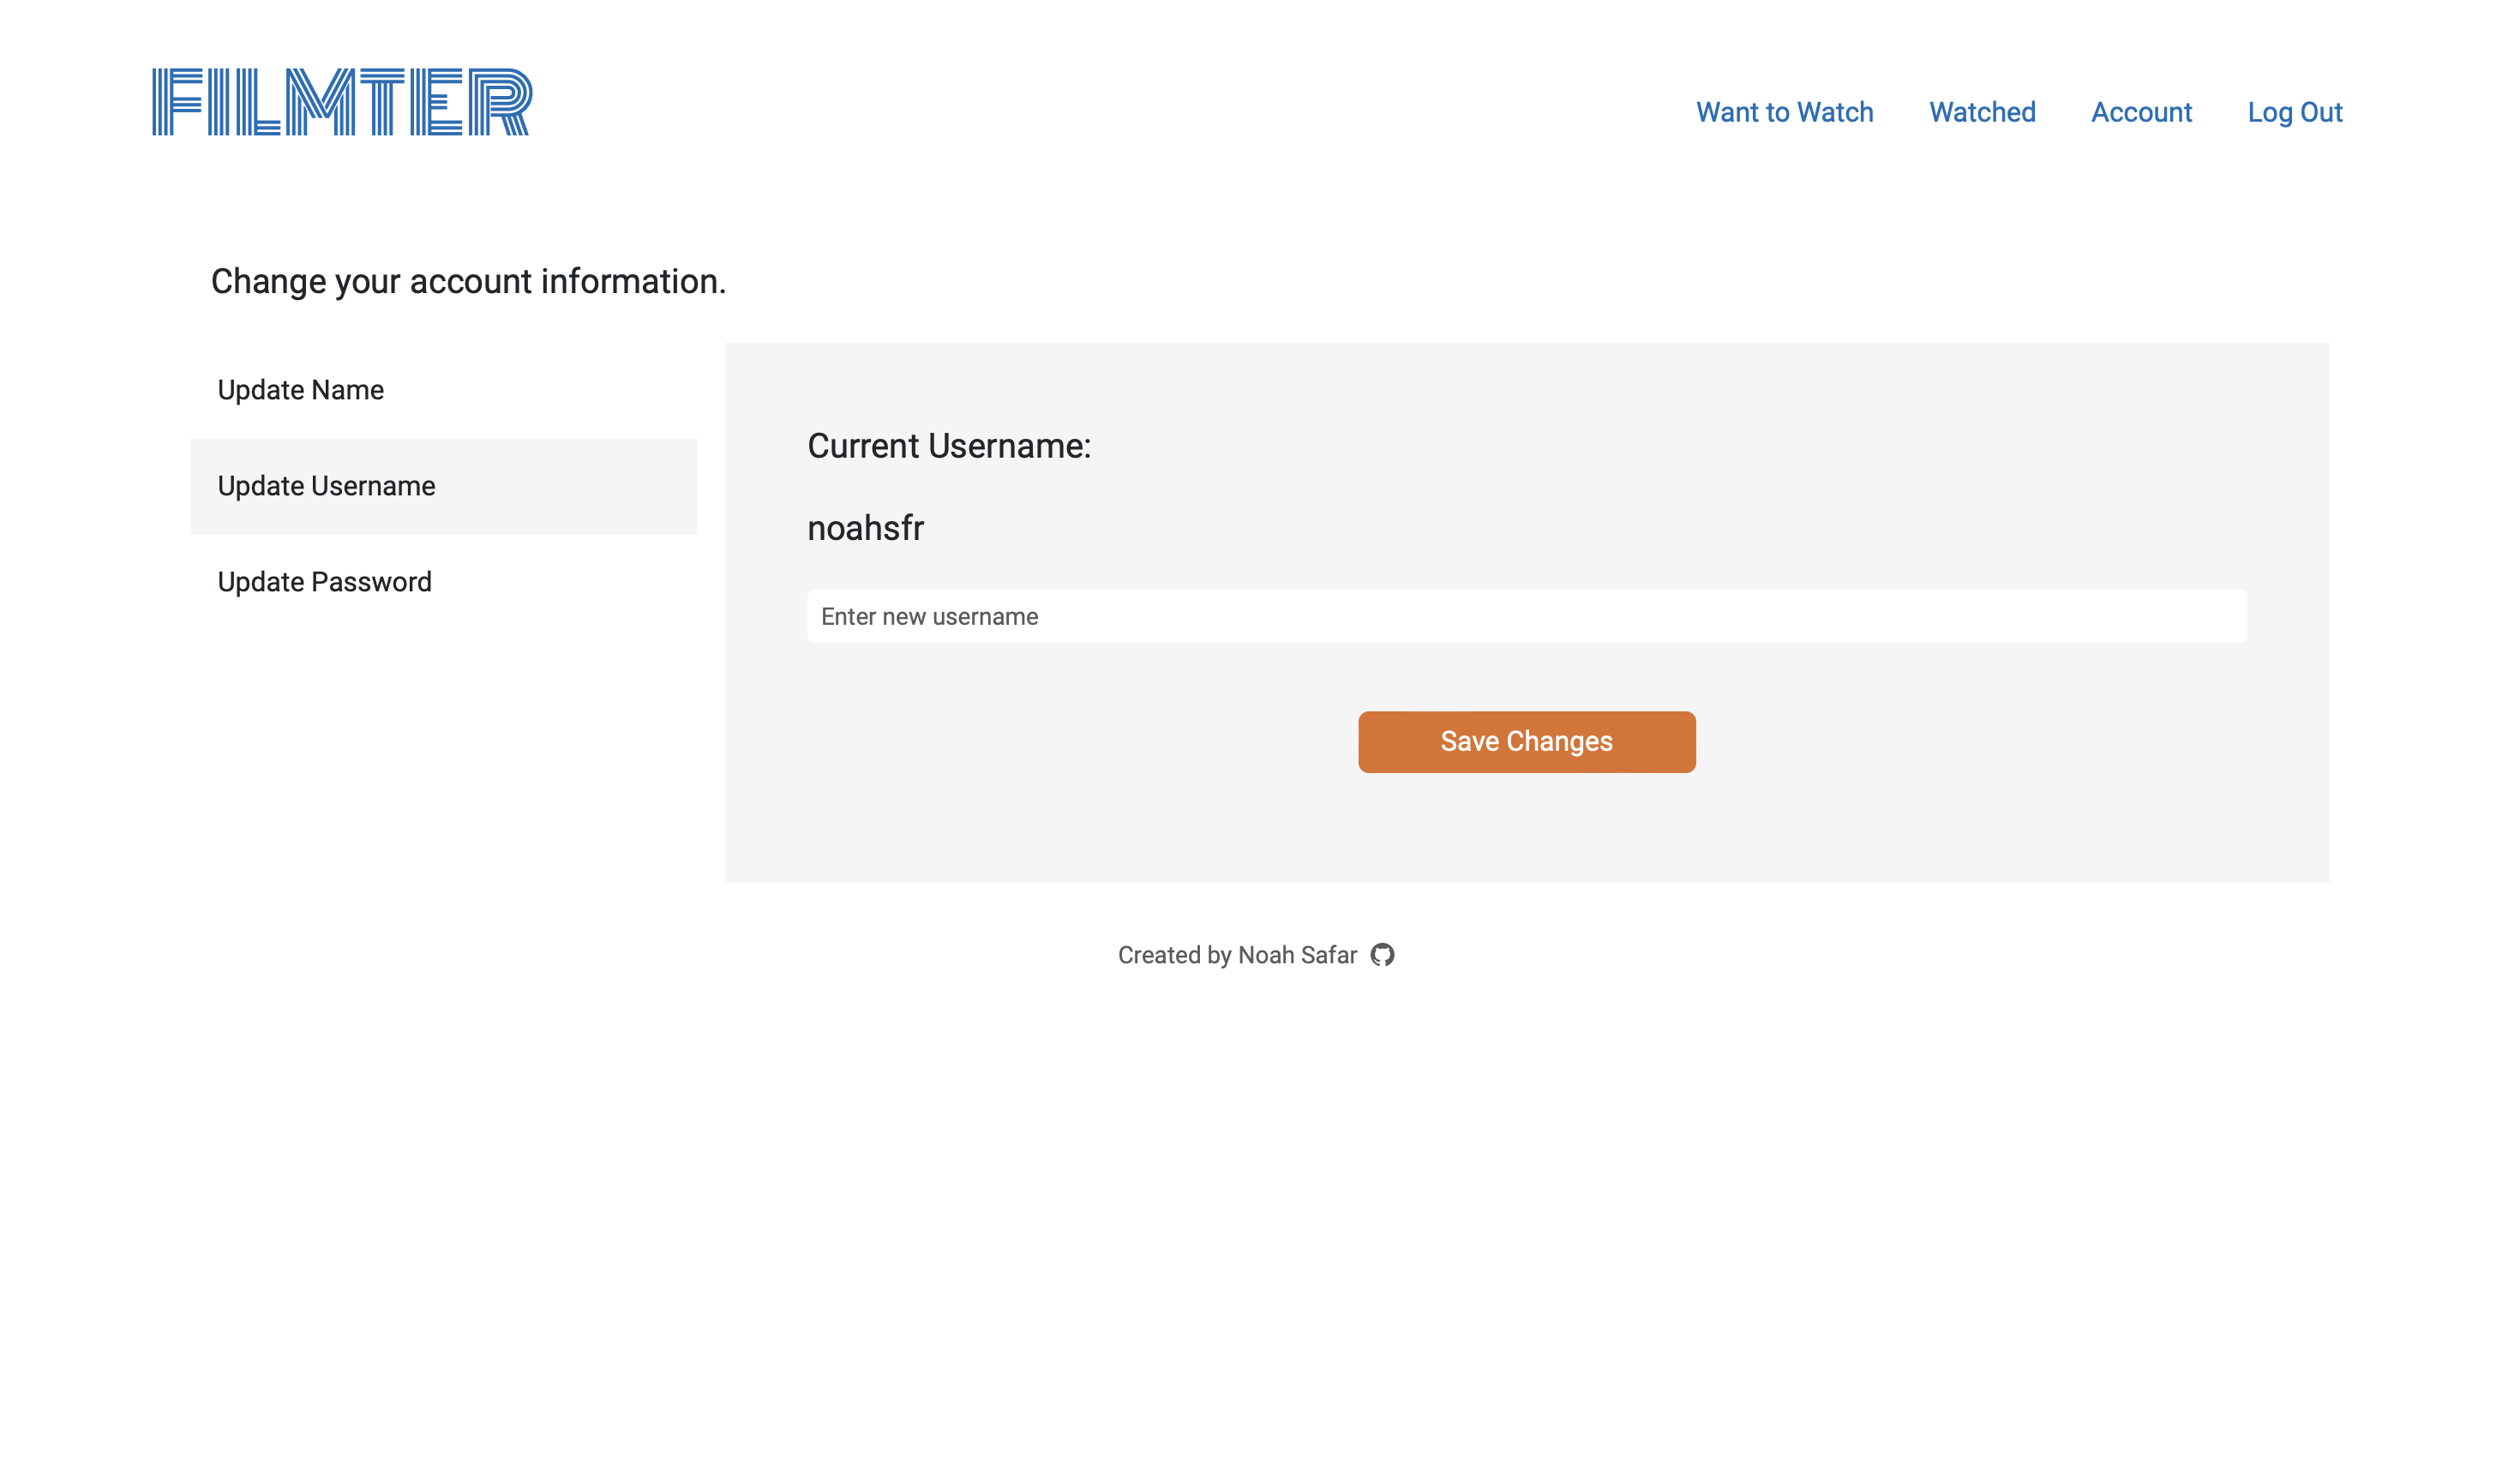 FILMTER
Want to Watch Watched Account Log Out
Change your account information.
Update Name
Update Username
Update Password
Current Username:
noahsfr
Enter new username
Save Changes
Created by Noah Safar